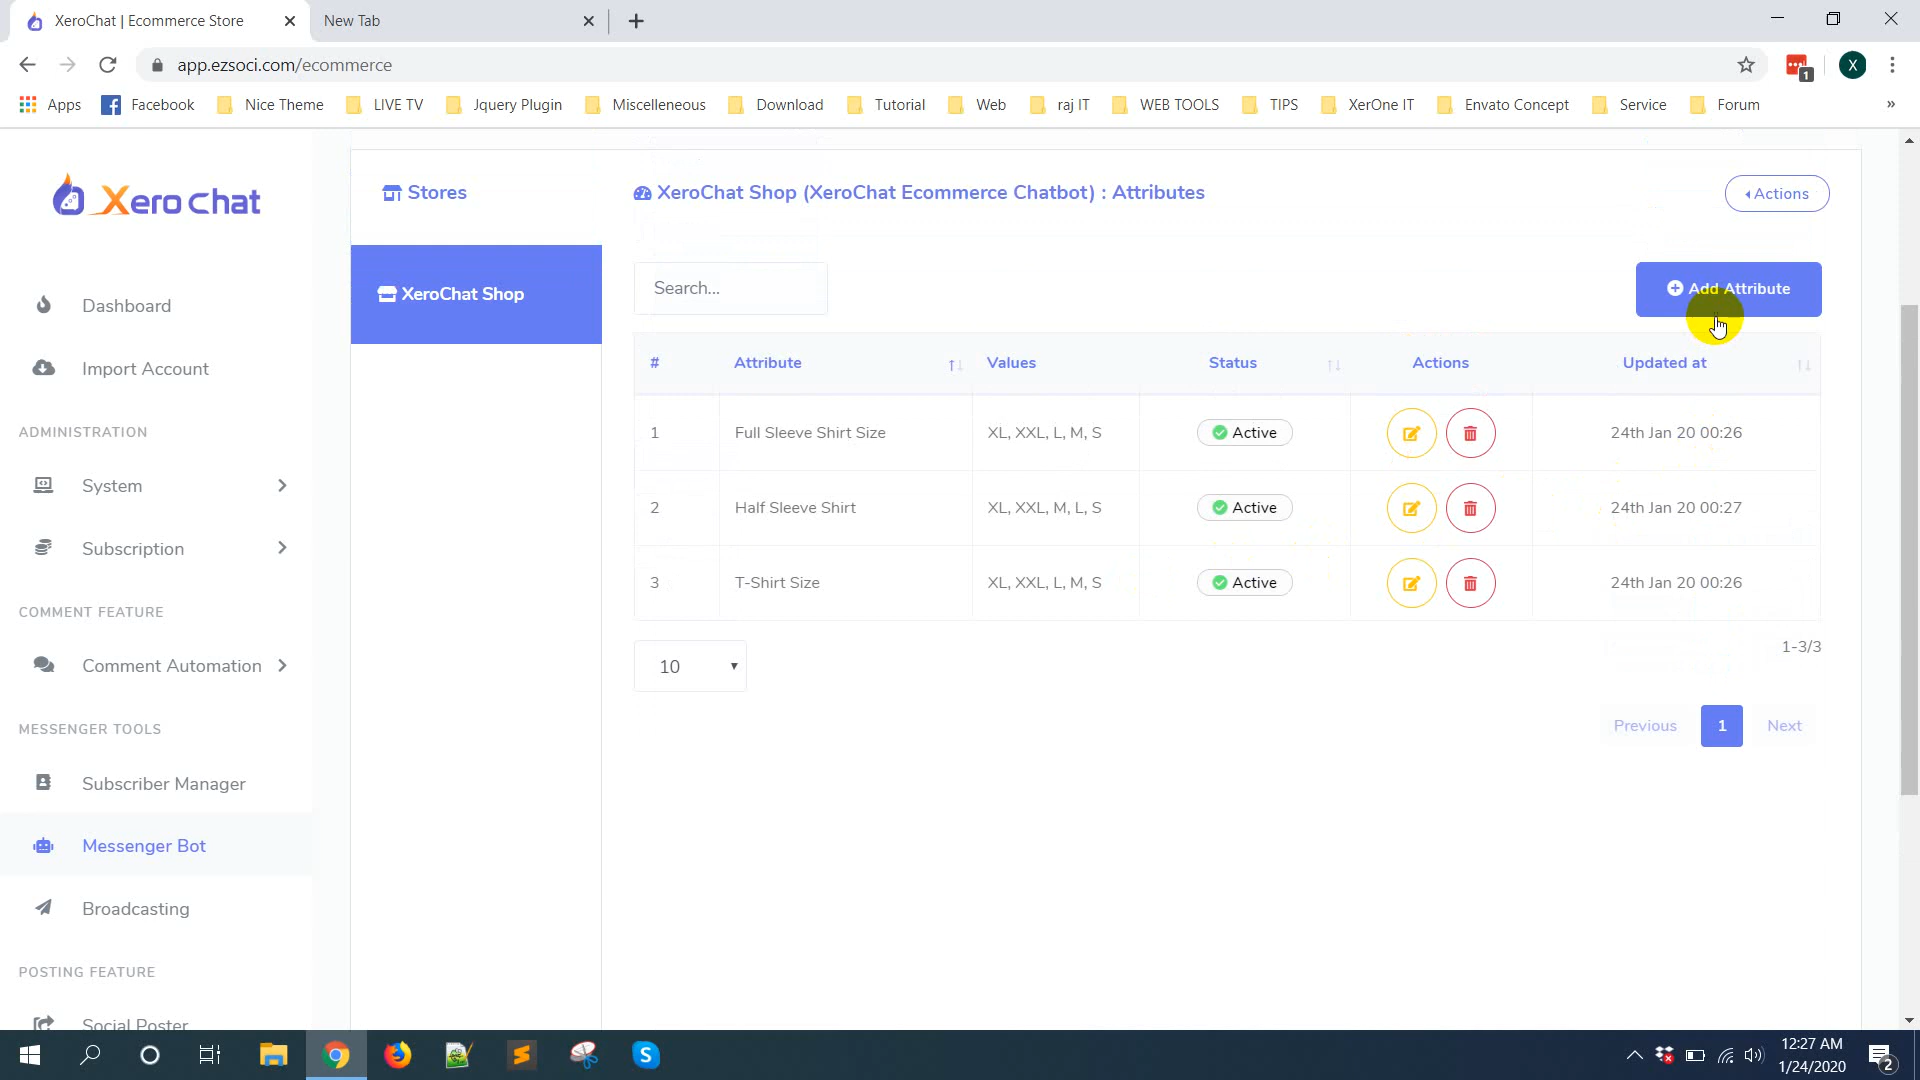 XeroChat | Ecommerce Store
New Tab
app.ezsoci.com/ecommerce
1
X
Apps
Facebook
Nice Theme
LIVE TV
Jquery Plugin
Miscelleneous
Download
Tutorial
Web
raj IT
WEB TOOLS
TIPS
XerOne IT
Envato Concept
Service
Forum
»
Xero Chat
Dashboard
Import Account
ADMINISTRATION
System
Subscription
COMMENT FEATURE
Comment Automation
MESSENGER TOOLS
Subscriber Manager
Messenger Bot
Broadcasting
POSTING FEATURE
Social Poster
Stores
XeroChat Shop
XeroChat Shop (XeroChat Ecommerce Chatbot) : Attributes
Actions
Search...
Add Attribute
# Attribute Values Status Actions Updated at
1 Full Sleeve Shirt Size XL, XXL, L, M, S Active 24th Jan 20 00:26
2 Half Sleeve Shirt XL, XXL, M, L, S Active 24th Jan 20 00:27
3 T-Shirt Size XL, XXL, L, M, S Active 24th Jan 20 00:26
10
1-3/3
Previous 1 Next
12:27 AM
1/24/2020
2